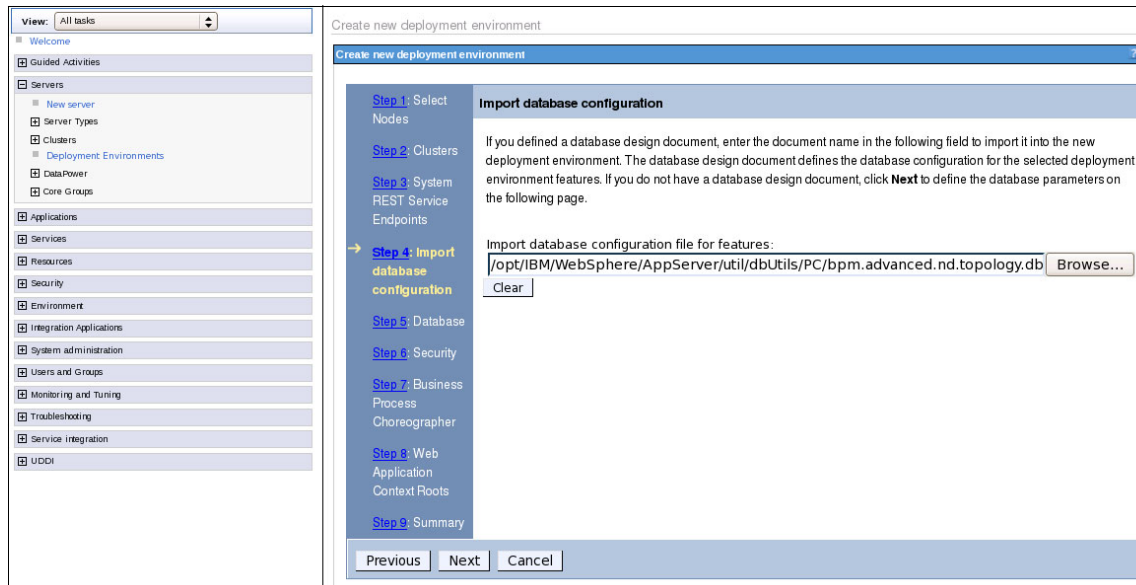 View: All tasks
Welcome
Guided Activities
Servers
New server
Server Types
Clusters
Deployment Environments
DataPower
Core Groups
Applications
Services
Resources
Security
Environment
Integration Applications
System administration
Users and Groups
Monitoring and Tuning
Troubleshooting
Service integration
UDDI
Create new deployment environment
Create new deployment environment ?
Step 1: Select
Nodes
Step 2: Clusters
Step 3: System
REST Service
Endpoints
Step 4: Import
database
configuration
Step 5: Database
Step 6: Security
Step 7: Business
Process
Choreographer
Step 8: Web
Application
Context Roots
Step 9: Summary
Import database configuration
If you defined a database design document, enter the document name in the following field to import it into the new
deployment environment. The database design document defines the database configuration for the selected deployment
environment features. If you do not have a database design document, click Next to define the database parameters on
the following page.
Import database configuration file for features:
/opt/IBM/WebSphere/AppServer/util/dbUtils/PC/bpm.advanced.nd.topology.db Browse...
Clear
Previous Next Cancel